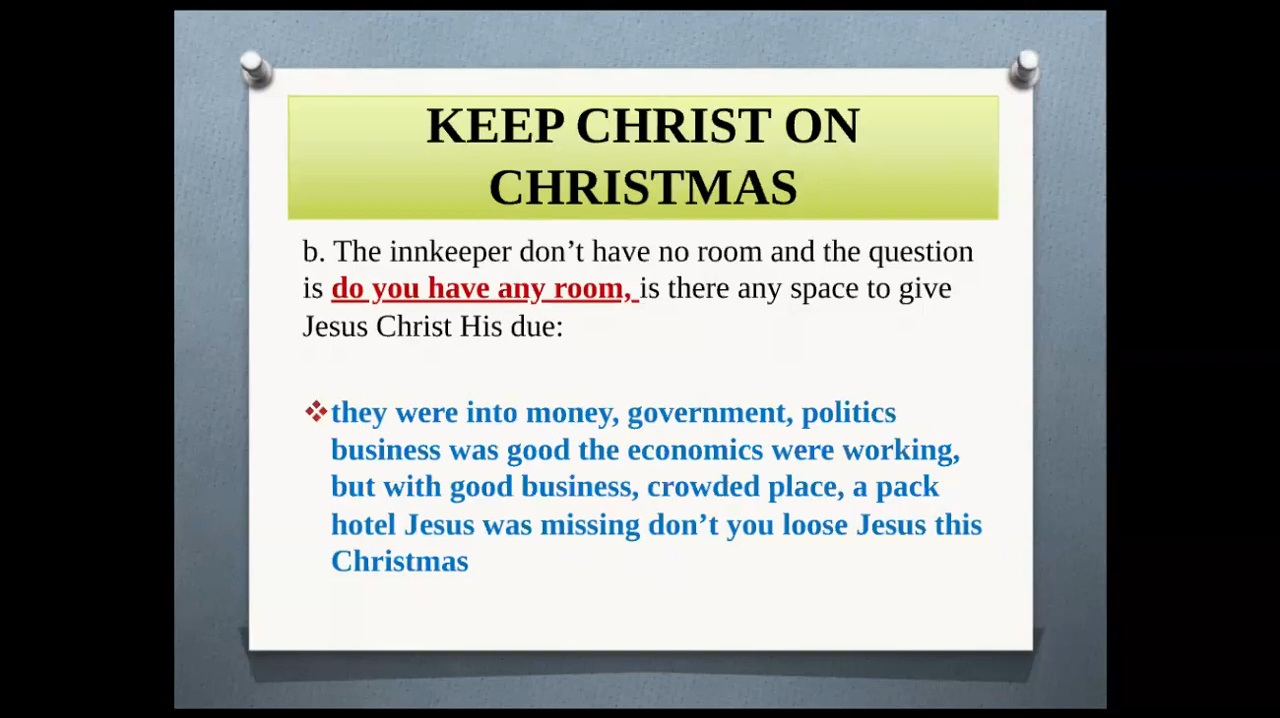 KEEP CHRIST ON
CHRISTMAS
b. The innkeeper don’t have no room and the question
is do you have any room, is there any space to give
Jesus Christ His due:
❖they were into money, government, politics
business was good the economics were working,
but with good business, crowded place, a pack
hotel Jesus was missing don’t you loose Jesus this
Christmas